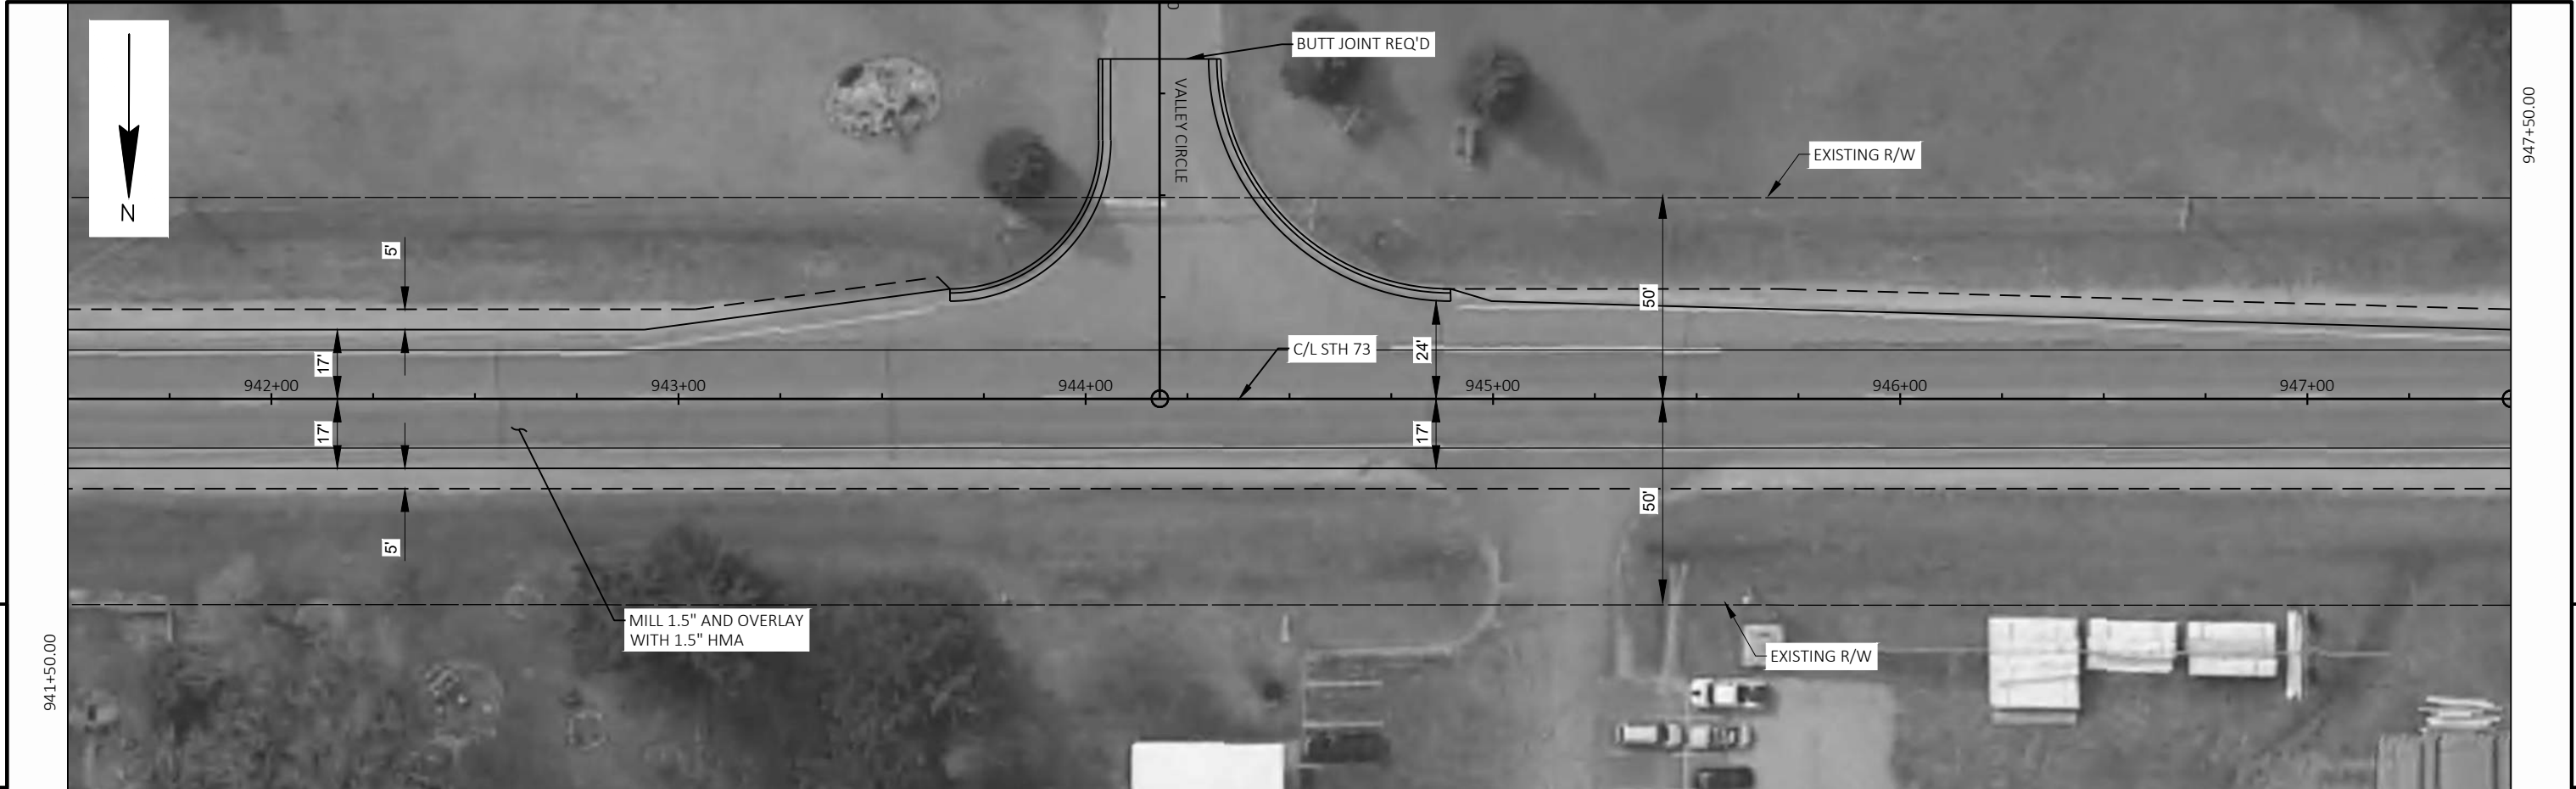 BUTT JOINT REQ'D
VALLEY CIRCLE
947+50.00
EXISTING R/W
N
5'
50'
17'
C/L STH 73
24'
942+00
943+00
944+00
945+00
946+00
947+00
17'
17'
50'
5'
MILL 1.5" AND OVERLAY
WITH 1.5" HMA
EXISTING R/W
941+50.00